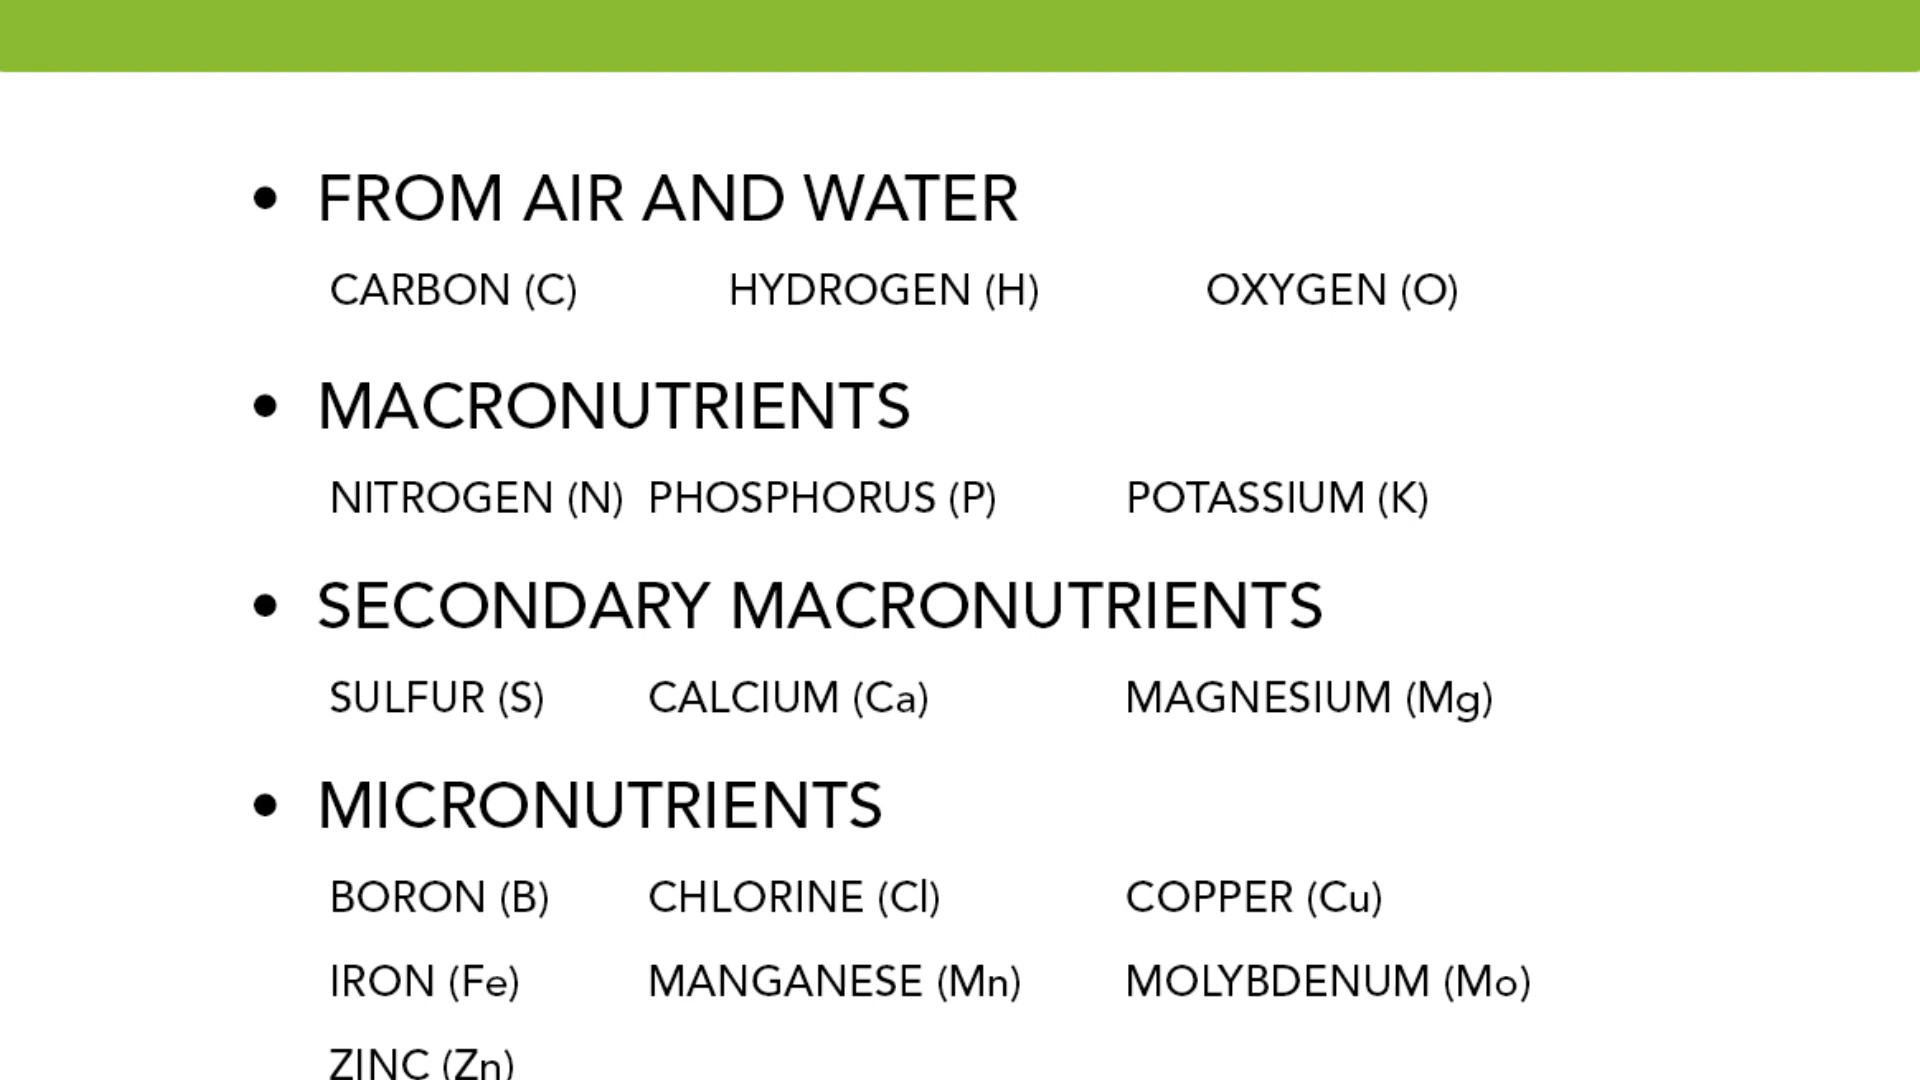 • FROM AIR AND WATER
CARBON (C) HYDROGEN (H) OXYGEN (O)
• MACRONUTRIENTS
NITROGEN (N) PHOSPHORUS (P) POTASSIUM (K)
• SECONDARY MACRONUTRIENTS
SULFUR (S) CALCIUM (Ca) MAGNESIUM (Mg)
• MICRONUTRIENTS
BORON (B) CHLORINE (Cl) COPPER (Cu)
IRON (Fe) MANGANESE (Mn) MOLYBDENUM (Mo)
ZINC (Zn)